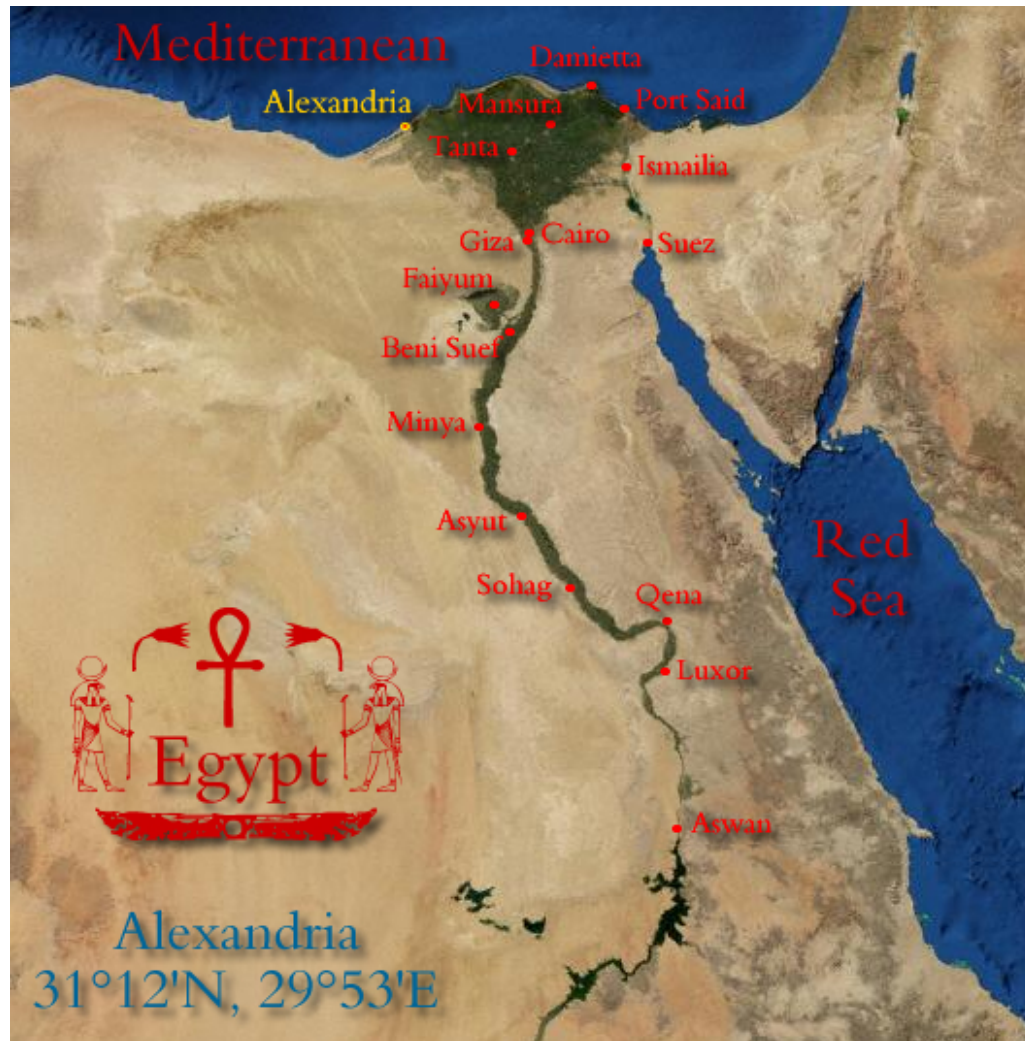 Mediterranean
Damietta
Alexandria
Mansura
Port Said
Tanta
Ismailia
Giza
Cairo
Suez
Faiyum
Beni Suef
Minya
Asyut
Red
Sea
Sohag
Qena
Luxor
Egypt
Aswan
Alexandria
31°12'N, 29°53'E